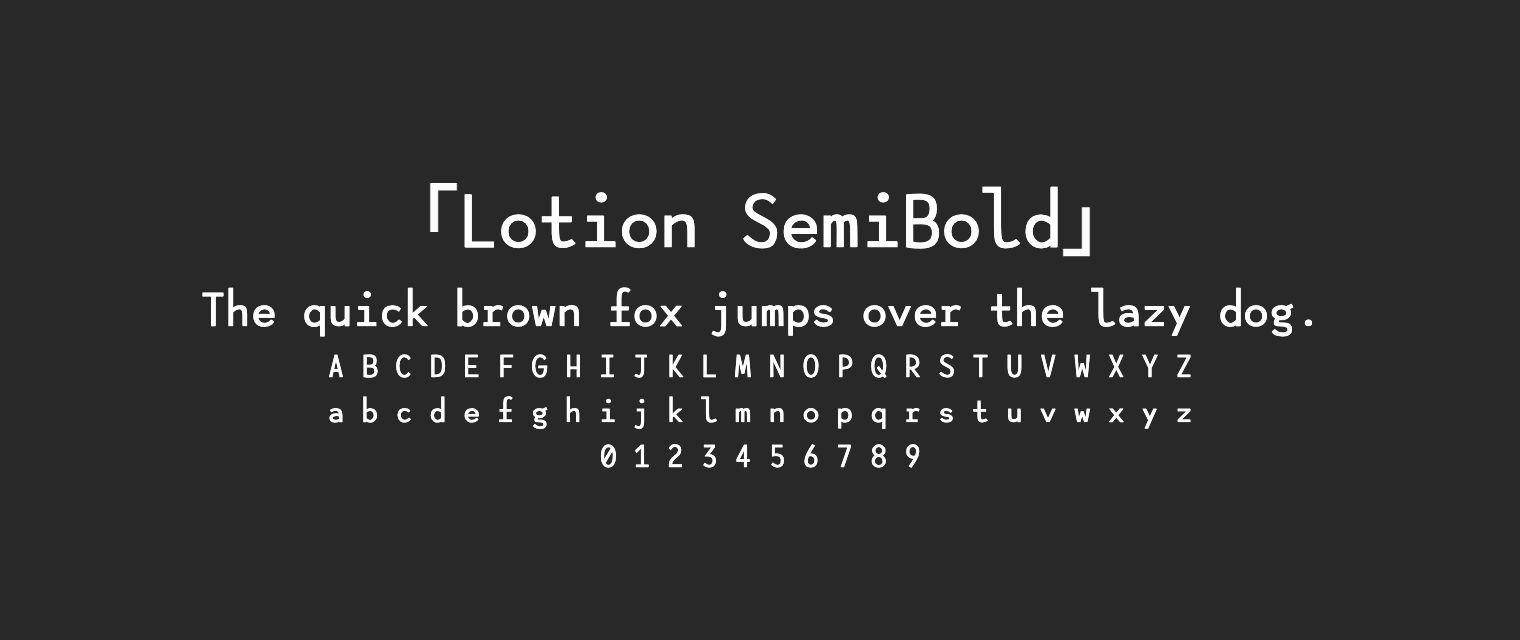 「Lotion SemiBold」
The quick brown fox jumps over the lazy dog.
A B C D E F G H I J K L M N O P Q R S T U V W X Y Z
a b c d e f g h i j k l m n o p q r s t u v w x y z
0 1 2 3 4 5 6 7 8 9